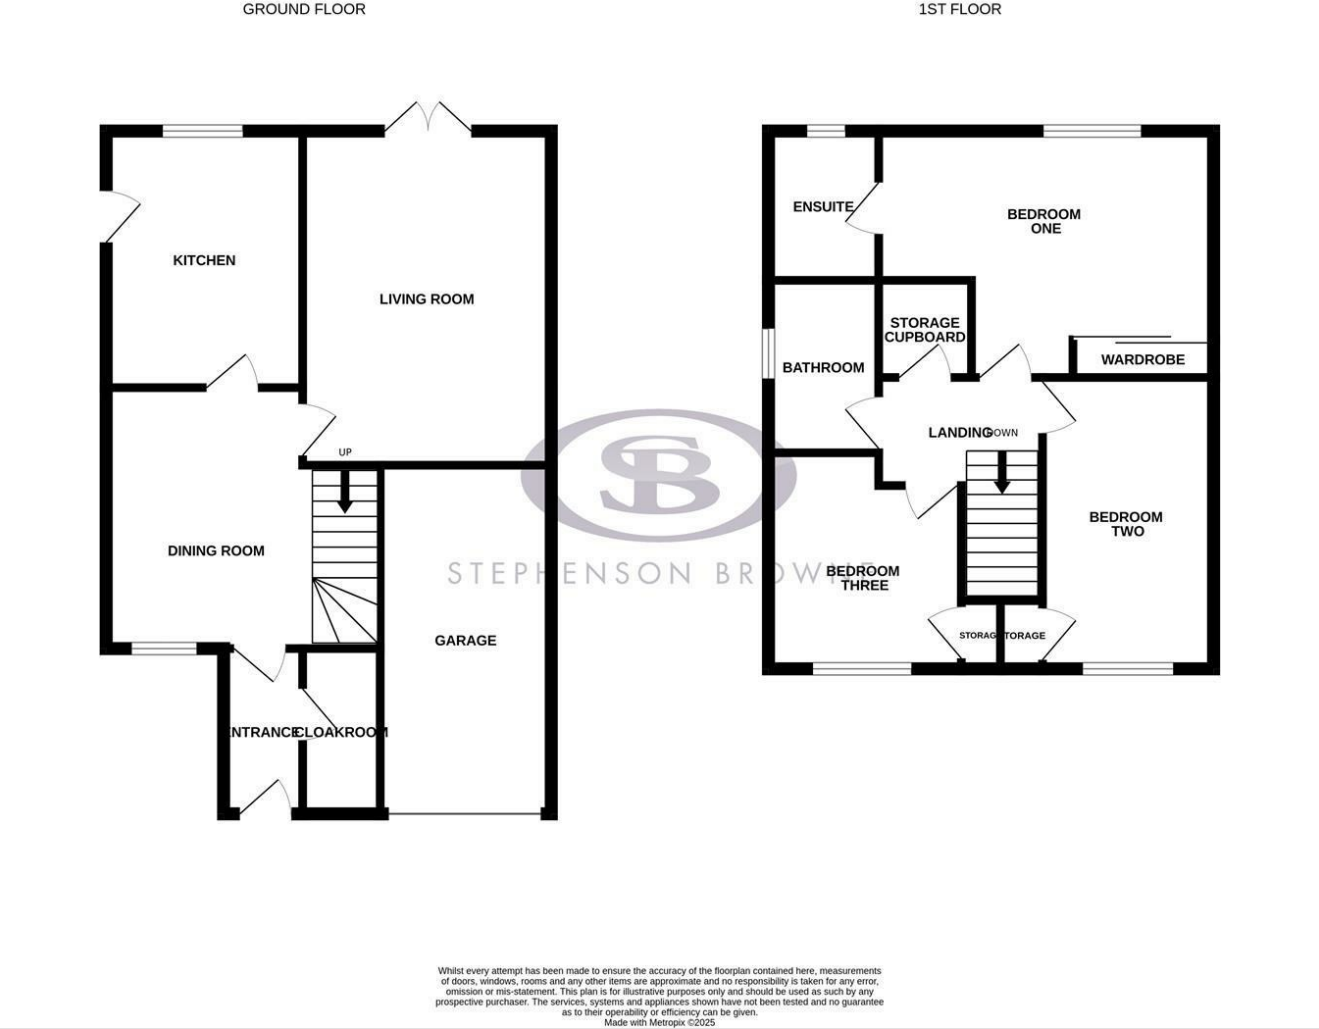 GROUND FLOOR
1ST FLOOR
KITCHEN
LIVING ROOM
UP
DINING ROOM
GARAGE
ENTRANCE
CLOAKROOM
ENSUITE
BEDROOM
ONE
STORAGE
CUPBOARD
BATHROOM
WARDROBE
LANDING
DOWN
BEDROOM
TWO
BEDROOM
THREE
STORAGE
STORAGE
SB
STEPHENSON BROWNE
Whilst every attempt has been made to ensure the accuracy of the floorplan contained here, measurements
of doors, windows, rooms and any other items are approximate and no responsibility is taken for any error,
omission or mis-statement. This plan is for illustrative purposes only and should be used as such by any
prospective purchaser. The services, systems and appliances shown have not been tested and no guarantee
as to their operability or efficiency can be given.
Made with Metropix ©2025